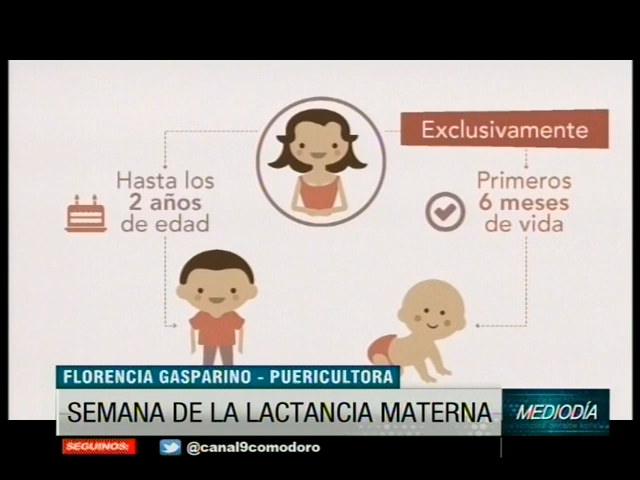 Exclusivamente
Hasta los
2 años
de edad
Primeros
6 meses
de vida
FLORENCIA GASPARINO - PUERICULTORA
SEMANA DE LA LACTANCIA MATERNA
MEDIODÍA
SEGUINOS:
@canal9comodoro